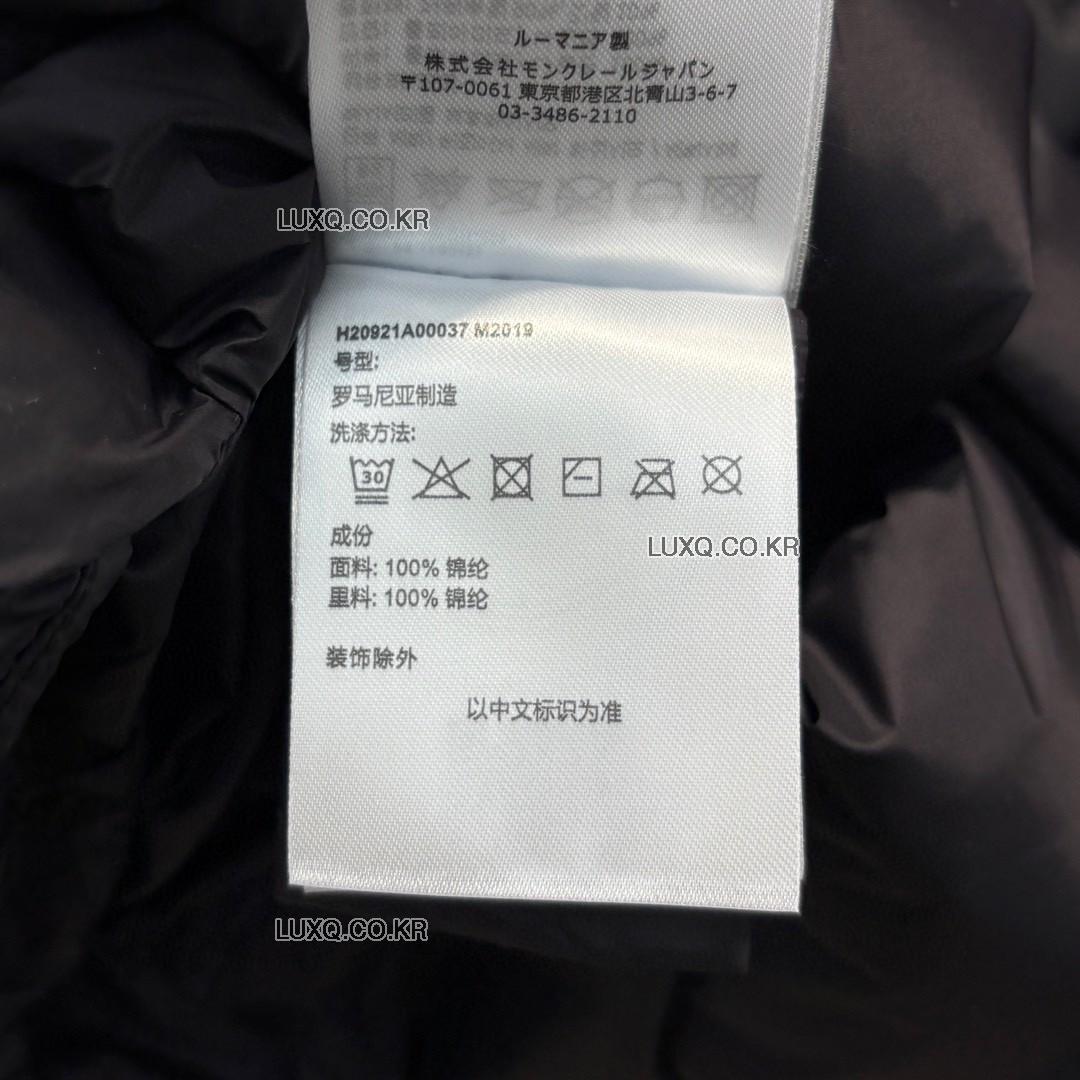 ルーマニア製
株式会社モンクレールジャパン
〒107-0061 東京都港区北青山3-6-7
03-3486-2110
LUXQ.CO.KR
H20921A00037 M2019
号型:
罗马尼亚制造
洗涤方法:
30
成份
LUXQ.CO.KR
面料: 100% 锦纶
里料: 100% 锦纶
装饰除外
以中文标识为准
LUXQ.CO.KR